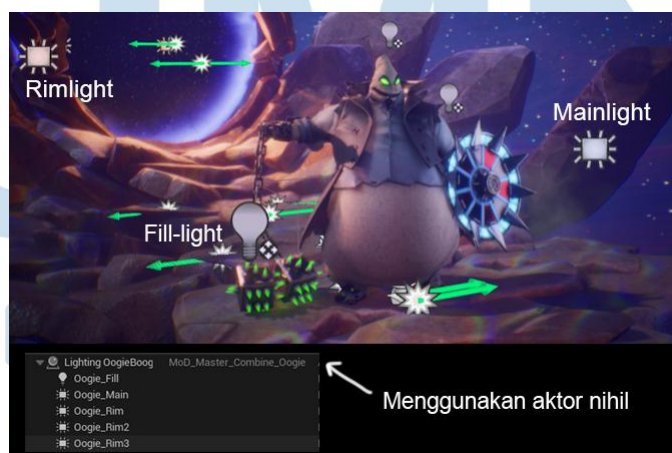 Rimlight
Mainlight
Fill-light
Lighting OogieBoog MoD_Master_Combine_Oogie
Oogie_Fill
Oogie_Main
Oogie_Rim
Oogie_Rim2
Oogie_Rim3
Menggunakan aktor nihil